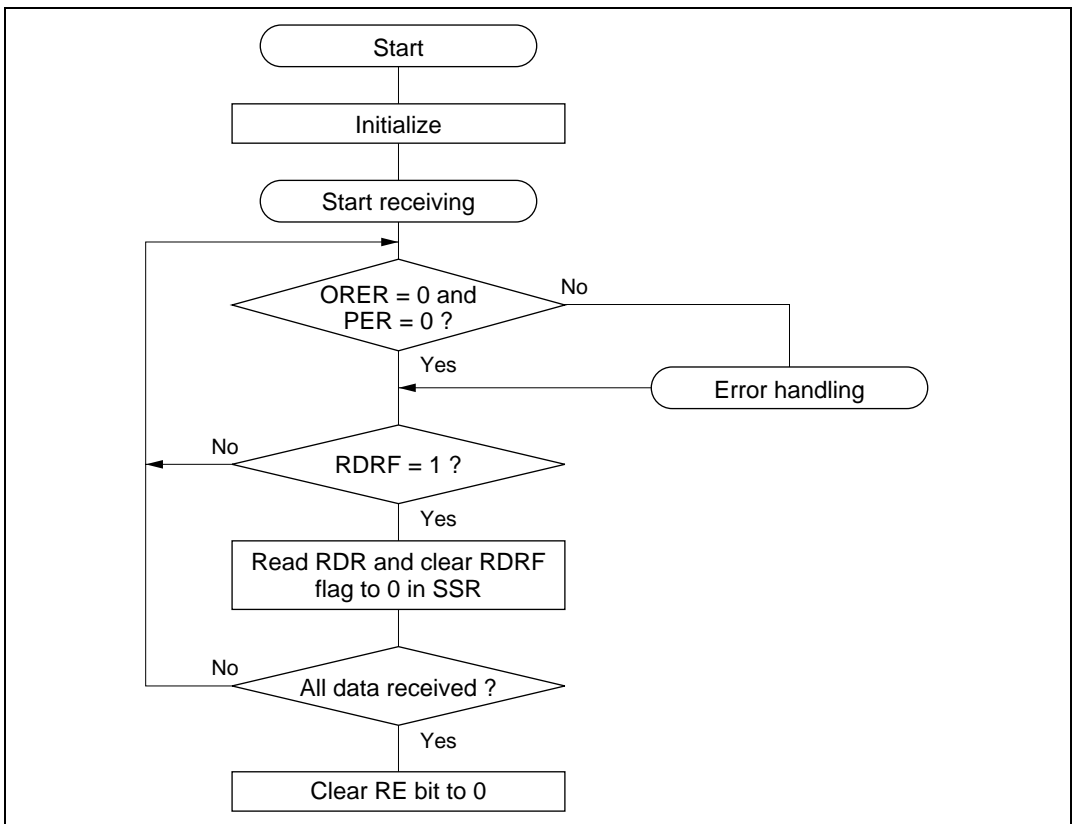 Start
Initialize
Start receiving
ORER = 0 and
PER = 0 ?
No
Yes
Error handling
No
RDRF = 1 ?
Yes
Read RDR and clear RDRF
flag to 0 in SSR
No
All data received ?
Yes
Clear RE bit to 0